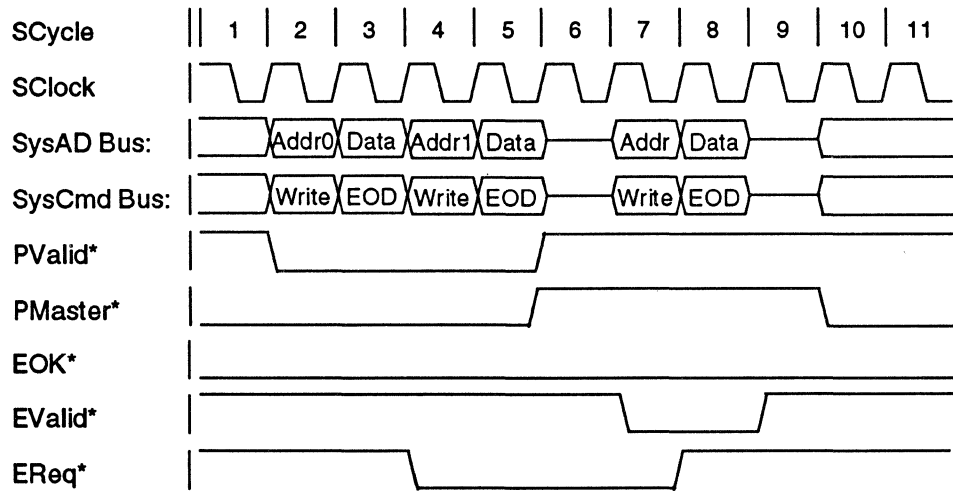 SCycle 1 2 3 4 5 6 7 8 9 10 11
SClock
SysAD Bus: Addr0 Data Addr1 Data Addr Data
SysCmd Bus: Write EOD Write EOD Write EOD
PValid*
PMaster*
EOK*
EValid*
EReq*